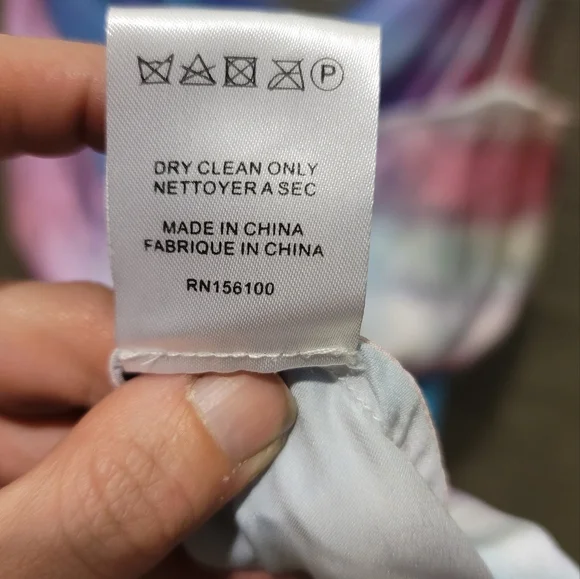 P
DRY CLEAN ONLY
NETTOYER A SEC
MADE IN CHINA
FABRIQUE IN CHINA
RN156100